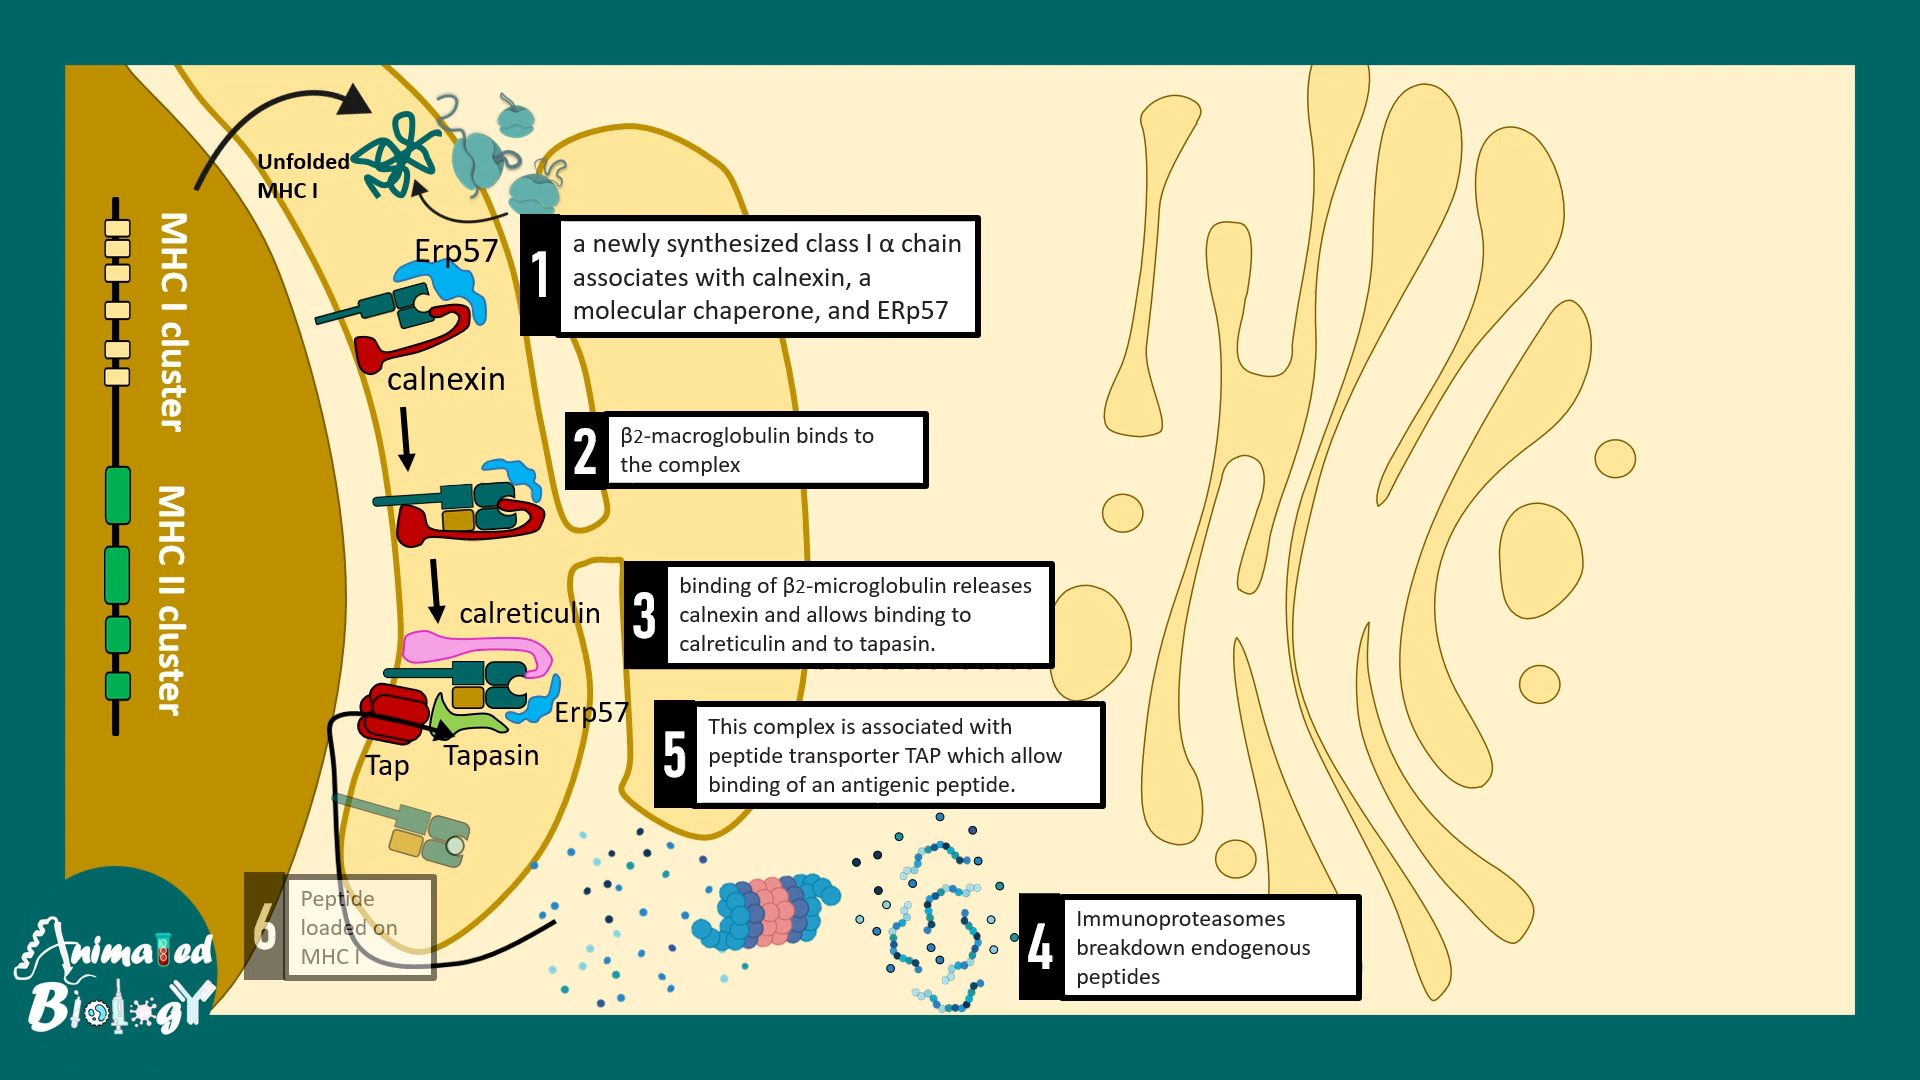 Unfolded
MHC I
MHC I cluster
MHC II cluster
Erp57
calnexin
1
a newly synthesized class I α chain
associates with calnexin, a
molecular chaperone, and ERp57
2
β2-macroglobulin binds to
the complex
3
binding of β2-microglobulin releases
calnexin and allows binding to
calreticulin and to tapasin.
calreticulin
Erp57
Tapasin
Tap
5
This complex is associated with
peptide transporter TAP which allow
binding of an antigenic peptide.
6
Peptide
loaded on
MHC I
4
Immunoproteasomes
breakdown endogenous
peptides
Animated
Biology